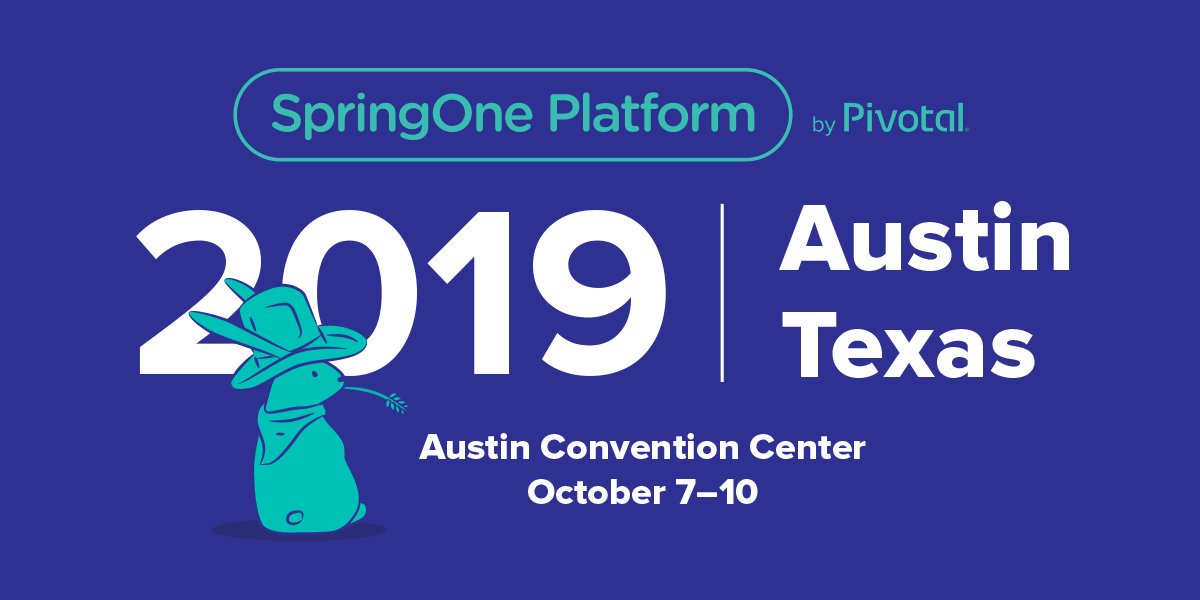 SpringOne Platform by Pivotal.
2019
Austin
Texas
Austin Convention Center
October 7–10